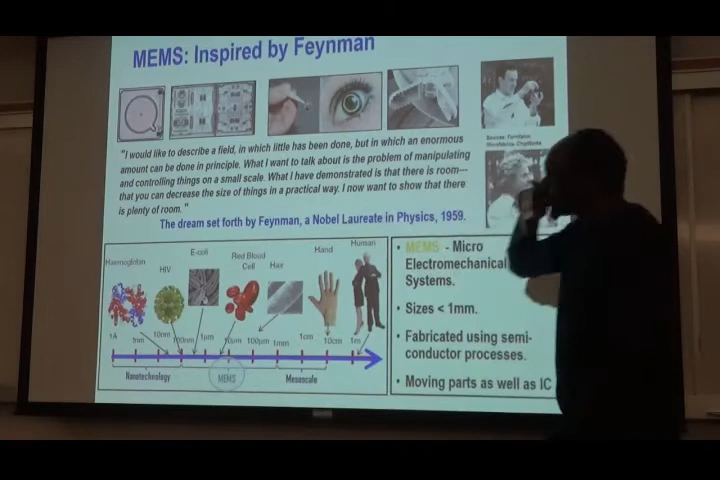 MEMS: Inspired by Feynman
"I would like to describe a field, in which little has been done, but in which an enormous
amount can be done in principle. What I want to talk about is the problem of manipulating
and controlling things on a small scale. What I have demonstrated is that there is room---
that you can decrease the size of things in a practical way. I now want to show that there
is plenty of room. "
The dream set forth by Feynman, a Nobel Laureate in Physics, 1959.
Haemoglobin
HIV
E-coli
Red Blood
Cell
Hair
Hand
Human
1A 1nm 10nm 100nm 1μm 10μm 100μm 1mm 1cm 10cm 1m
Nanotechnology MEMS Mesoscale
• MEMS - Micro
Electromechanical
Systems.
• Sizes < 1mm.
• Fabricated using semi-
conductor processes.
• Moving parts as well as IC